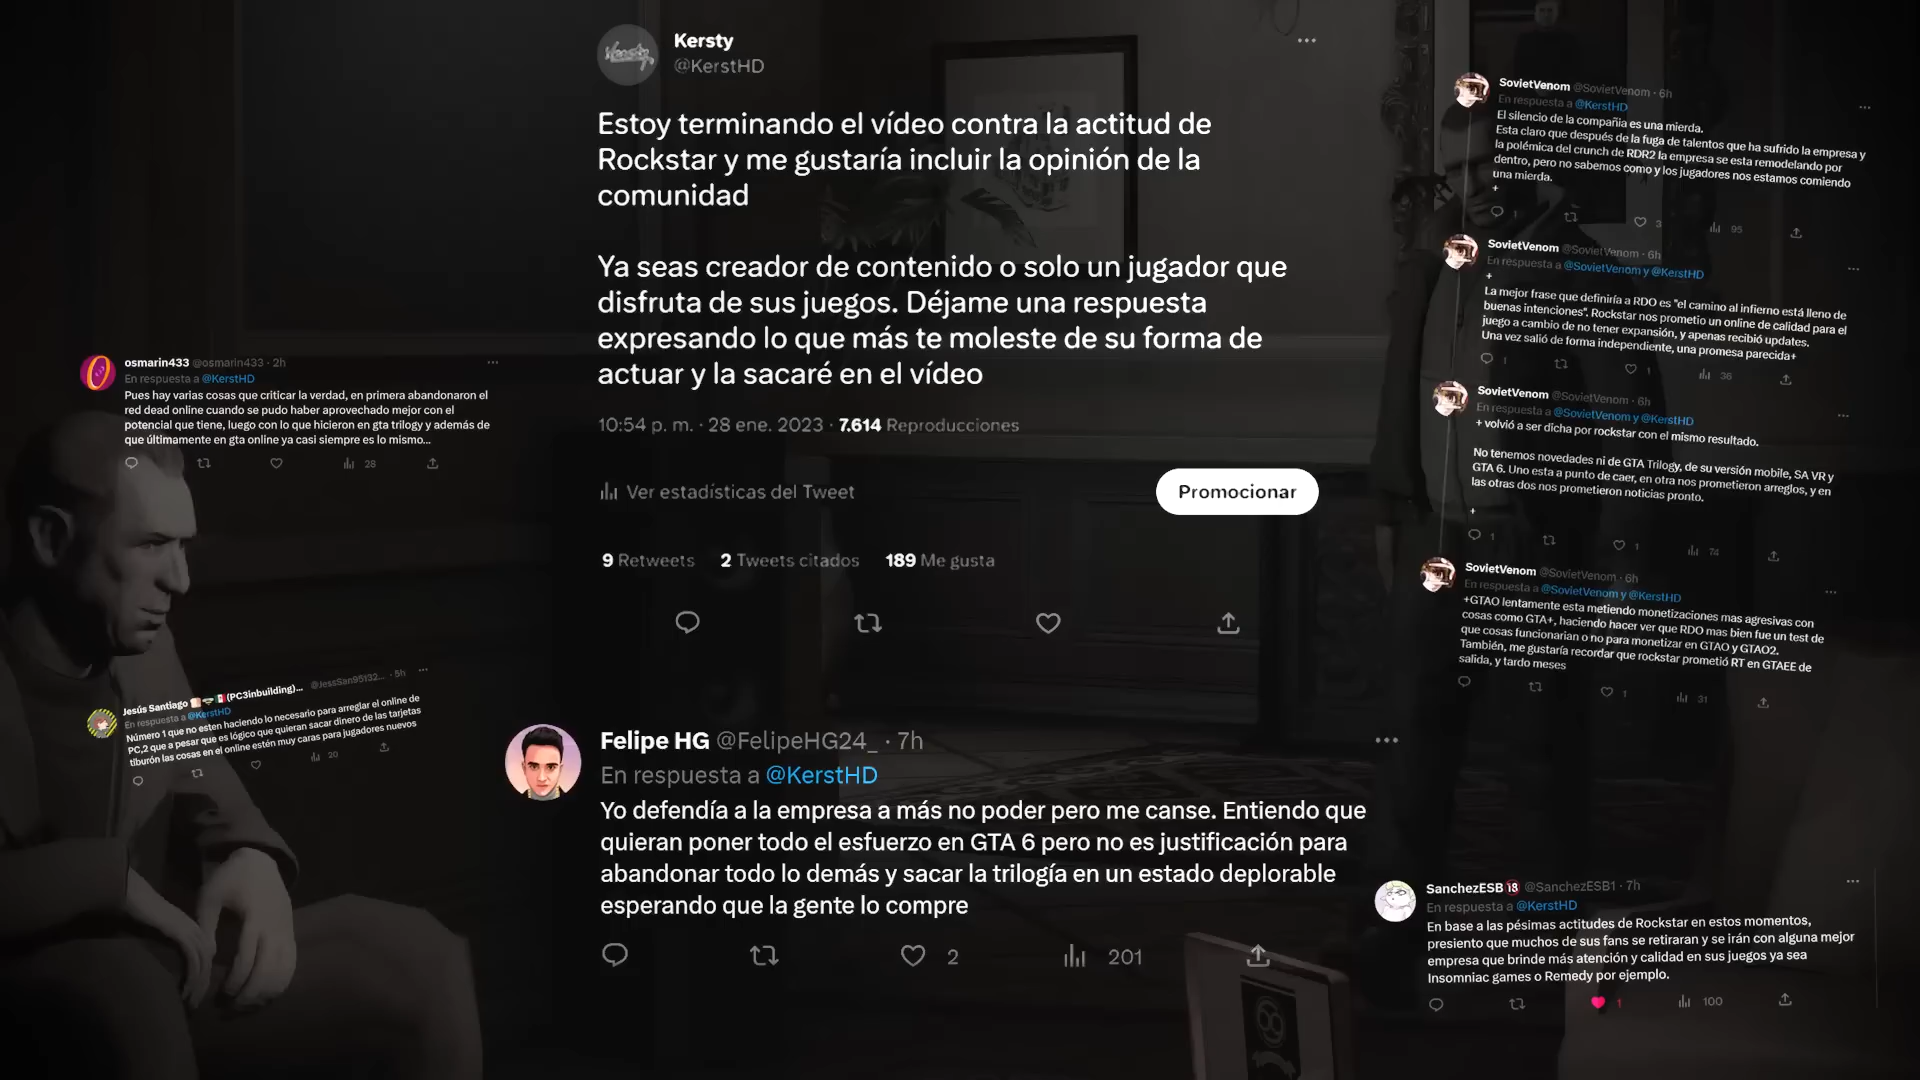 Kersty
@KerstHD
Estoy terminando el vídeo contra la actitud de
Rockstar y me gustaría incluir la opinión de la
comunidad
Ya seas creador de contenido o solo un jugador que
disfruta de sus juegos. Déjame una respuesta
expresando lo que más te moleste de su forma de
actuar y la sacaré en el vídeo
10:54 p. m. · 28 ene. 2023 · 7.614 Reproducciones
Ver estadísticas del Tweet
Promocionar
9 Retweets 2 Tweets citados 189 Me gusta
osmarin433 @osmarin433 · 2h
En respuesta a @KerstHD
Pues hay varias cosas que criticar la verdad, en primera abandonaron el
red dead online cuando se pudo haber aprovechado mejor con el
potencial que tiene, luego con lo que hicieron en gta trilogy y además de
que últimamente en gta online ya casi siempre es lo mismo...
28
Jesús Santiago (PC3inbuilding)... @JessSan95132... · 5h
En respuesta a @KerstHD
Número 1 que no esten haciendo lo necesario para arreglar el online de
PC,2 que a pesar que es lógico que quieran sacar dinero de las tarjetas
tiburón las cosas en el online estén muy caras para jugadores nuevos
20
Felipe HG @FelipeHG24_ · 7h
En respuesta a @KerstHD
Yo defendía a la empresa a más no poder pero me canse. Entiendo que
quieran poner todo el esfuerzo en GTA 6 pero no es justificación para
abandonar todo lo demás y sacar la trilogía en un estado deplorable
esperando que la gente lo compre
2 201
SovietVenom @SovietVenom · 6h
En respuesta a @KerstHD
El silencio de la compañia es una mierda.
Esta claro que después de la fuga de talentos que ha sufrido la empresa y
la polémica del crunch de RDR2 la empresa se esta remodelando por
dentro, pero no sabemos como y los jugadores nos estamos comiendo
una mierda.
+
1 3 95
SovietVenom @SovietVenom · 6h
En respuesta a @SovietVenom y @KerstHD
+
La mejor frase que definiría a RDO es "el camino al infierno está lleno de
buenas intenciones". Rockstar nos prometio un online de calidad para el
juego a cambio de no tener expansión, y apenas recibió updates.
Una vez salió de forma independiente, una promesa parecida+
1 1 36
SovietVenom @SovietVenom · 6h
En respuesta a @SovietVenom y @KerstHD
+ volvió a ser dicha por rockstar con el mismo resultado.
No tenemos novedades ni de GTA Trilogy, de su versión mobile, SA VR y
GTA 6. Uno esta a punto de caer, en otra nos prometieron arreglos, y en
las otras dos nos prometieron noticias pronto.
+
1 1 74
SovietVenom @SovietVenom · 6h
En respuesta a @SovietVenom y @KerstHD
+GTAO lentamente esta metiendo monetizaciones mas agresivas con
cosas como GTA+, haciendo hacer ver que RDO mas bien fue un test de
que cosas funcionarian o no para monetizar en GTAO y GTAO2.
También, me gustaría recordar que rockstar prometió RT en GTAEE de
salida, y tardo meses
1 31
SanchezESB @SanchezESB1 · 7h
En respuesta a @KerstHD
En base a las pésimas actitudes de Rockstar en estos momentos,
presiento que muchos de sus fans se retiraran y se irán con alguna mejor
empresa que brinde más atención y calidad en sus juegos ya sea
Insomniac games o Remedy por ejemplo.
1 100